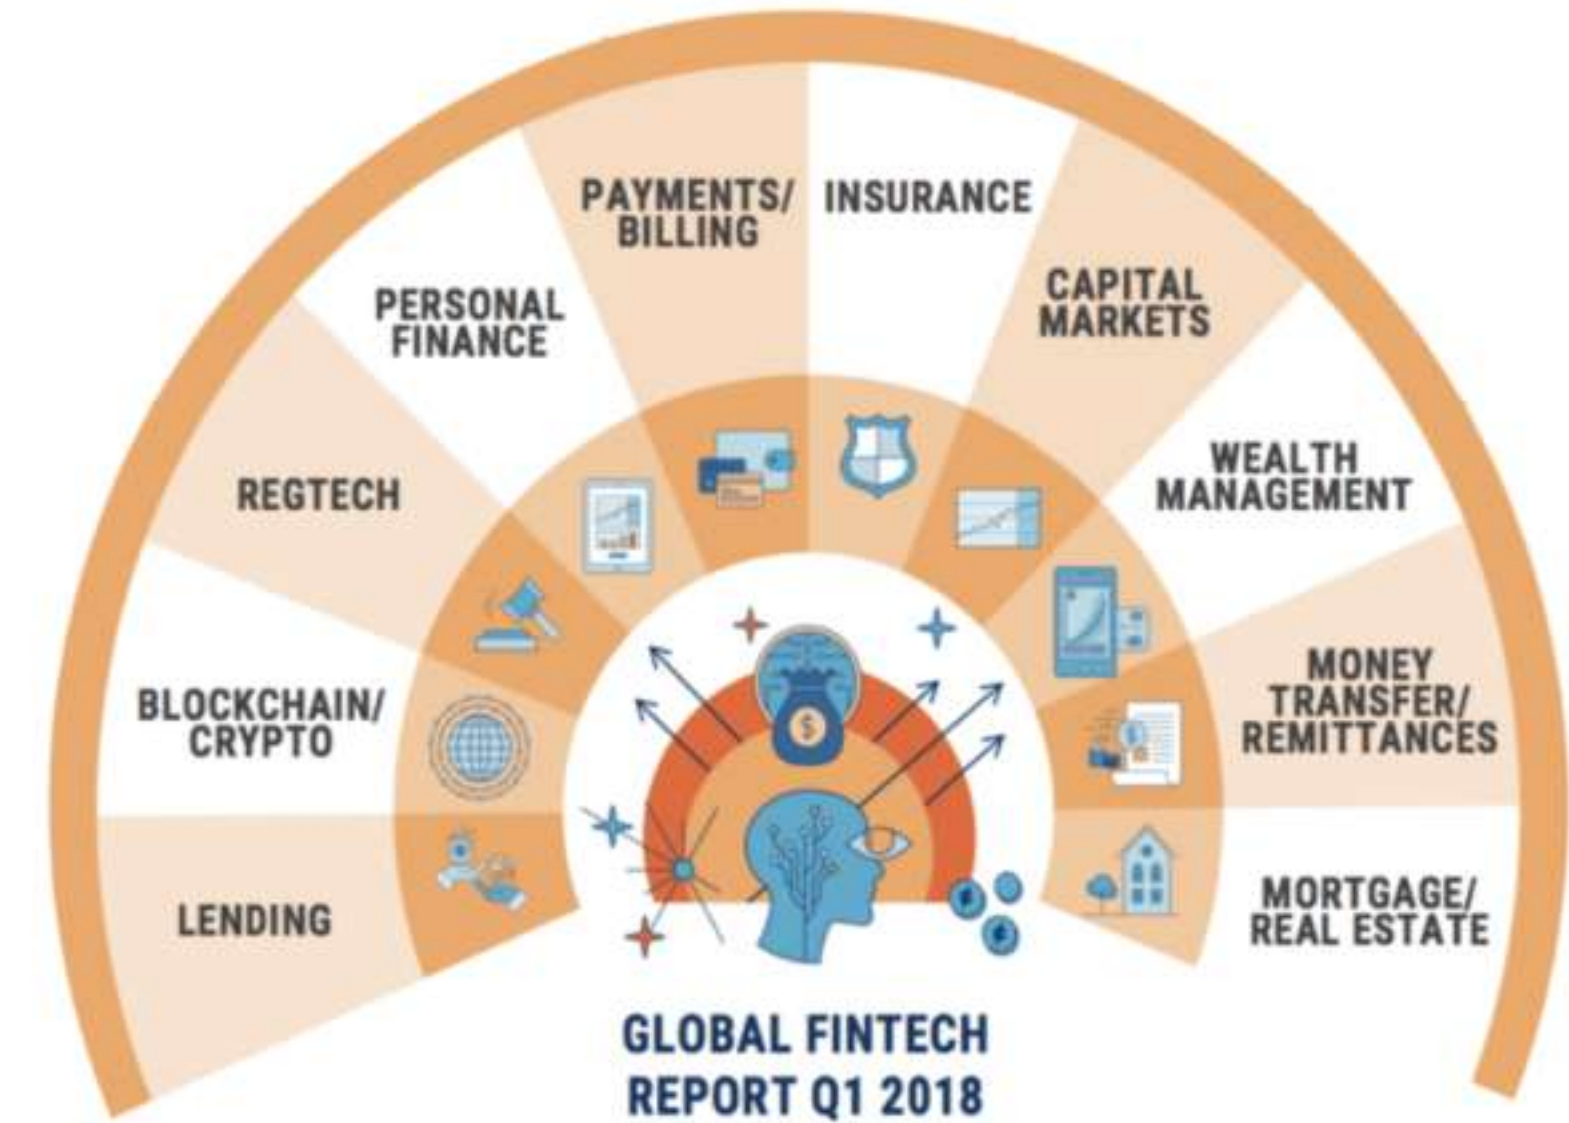 PAYMENTS/
BILLING
INSURANCE
PERSONAL
FINANCE
CAPITAL
MARKETS
REGTECH
WEALTH
MANAGEMENT
BLOCKCHAIN/
CRYPTO
MONEY
TRANSFER/
REMITTANCES
LENDING
MORTGAGE/
REAL ESTATE
$
GLOBAL FINTECH
REPORT Q1 2018